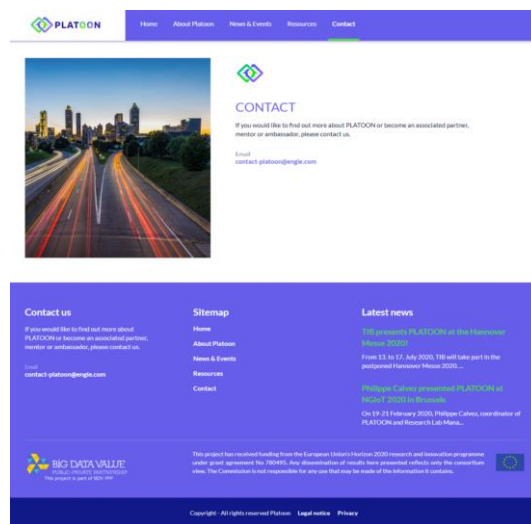 PLATOON
Home About Platoon News & Events Resources Contact
CONTACT
If you would like to find out more about PLATOON or become an associated partner,
mentor or ambassador, please contact us.
Email
contact-platoon@engie.com
Contact us
If you would like to find out more about
PLATOON or become an associated partner,
mentor or ambassador, please contact us.
Email
contact-platoon@engie.com
Sitemap
Home
About Platoon
News & Events
Resources
Contact
Latest news
TIB presents PLATOON at the Hannover
Messe 2020!
From 13. to 17. July 2020, TIB will take part in the
postponed Hannover Messe 2020. ...
Philippe Calvez presented PLATOON at
NGIoT 2020 in Brussels
On 19-21 February 2020, Philippe Calvez, coordinator of
PLATOON and Research Lab Mana...
BIG DATA VALUE
PUBLIC-PRIVATE PARTNERSHIP
This project is part of BDV PPP
This project has received funding from the European Union's Horizon 2020 research and innovation programme
under grant agreement No 780495. Any dissemination of results here presented reflects only the consortium
view. The Commission is not responsible for any use that may be made of the information it contains.
Copyright - All rights reserved Platoon Legal notice Privacy